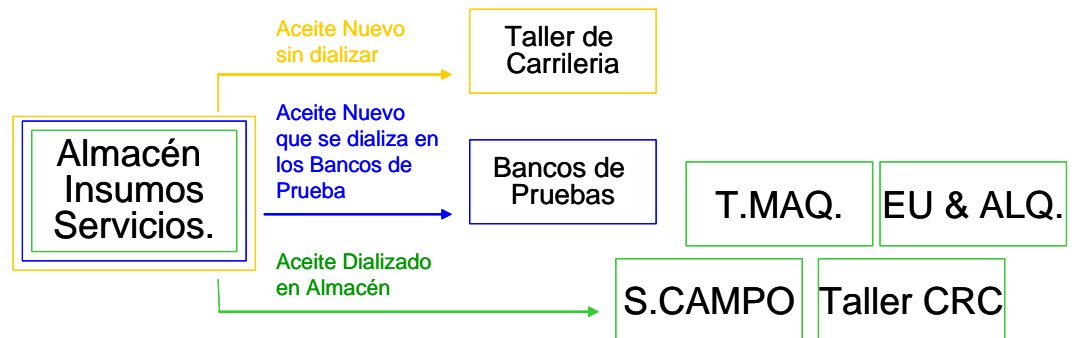 Aceite Nuevo
sin dializar
Taller de
Carrileria
Aceite Nuevo
que se dializa en
los Bancos de
Prueba
Almacén
Insumos
Servicios.
Bancos de
Pruebas
T.MAQ.
EU & ALQ.
Aceite Dializado
en Almacén
S.CAMPO
Taller CRC